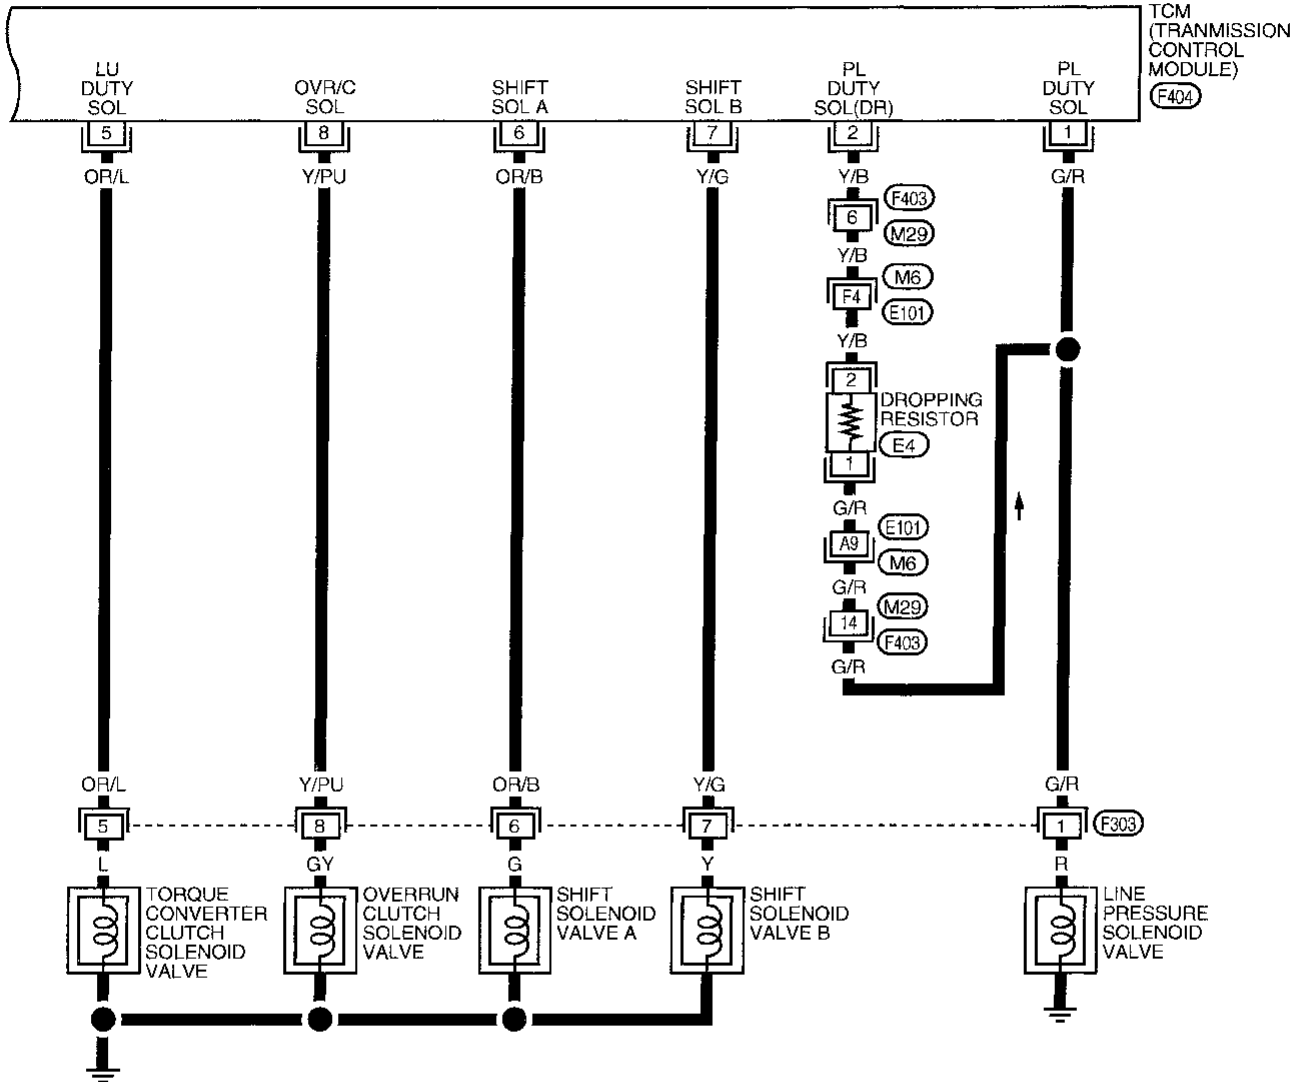 TCM
(TRANMISSION
CONTROL
MODULE)
F404
LU
DUTY
SOL
OVR/C
SOL
SHIFT
SOL A
SHIFT
SOL B
PL
DUTY
SOL(DR)
PL
DUTY
SOL
5
8
6
7
2
1
OR/L
Y/PU
OR/B
Y/G
Y/B
G/R
F403
6
M29
Y/B
M6
F4
E101
Y/B
2
DROPPING
RESISTOR
E4
1
G/R
E101
A9
M6
G/R
M29
14
F403
G/R
OR/L
Y/PU
OR/B
Y/G
G/R
5
8
6
7
1
F303
L
GY
G
Y
R
TORQUE
CONVERTER
CLUTCH
SOLENOID
VALVE
OVERRUN
CLUTCH
SOLENOID
VALVE
SHIFT
SOLENOID
VALVE A
SHIFT
SOLENOID
VALVE B
LINE
PRESSURE
SOLENOID
VALVE